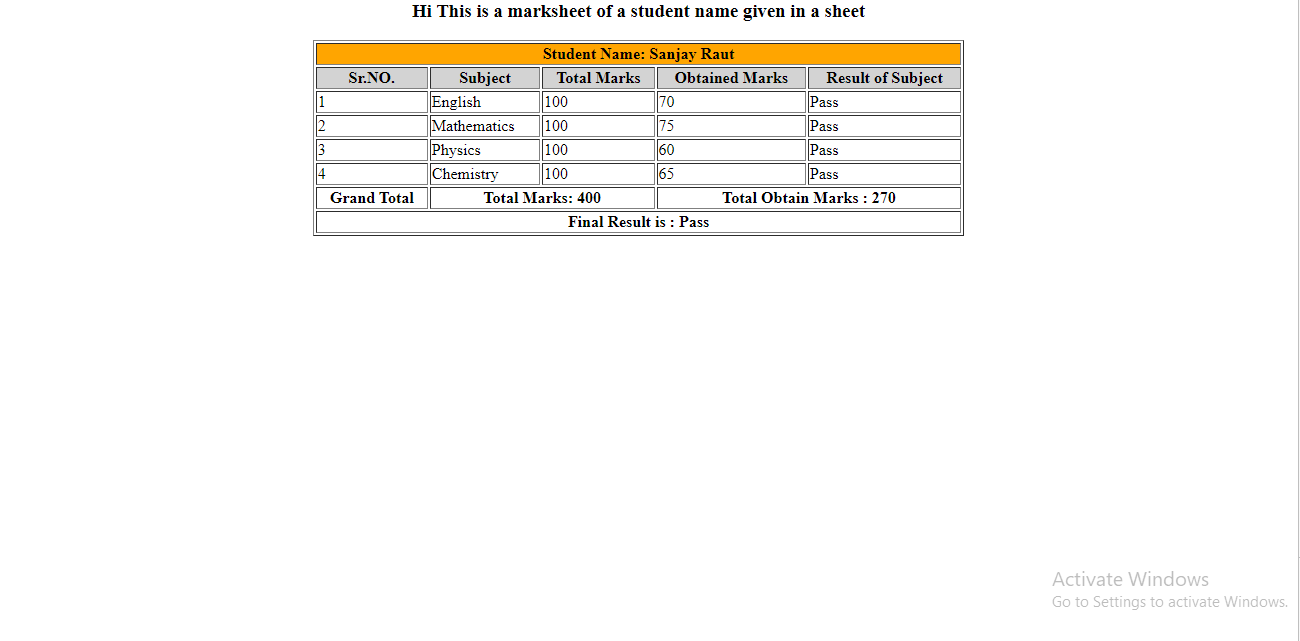 Hi This is a marksheet of a student name given in a sheet
Student Name: Sanjay Raut
Sr.NO. Subject Total Marks Obtained Marks Result of Subject
1 English 100 70 Pass
2 Mathematics 100 75 Pass
3 Physics 100 60 Pass
4 Chemistry 100 65 Pass
Grand Total Total Marks: 400 Total Obtain Marks : 270
Final Result is : Pass
Activate Windows
Go to Settings to activate Windows.